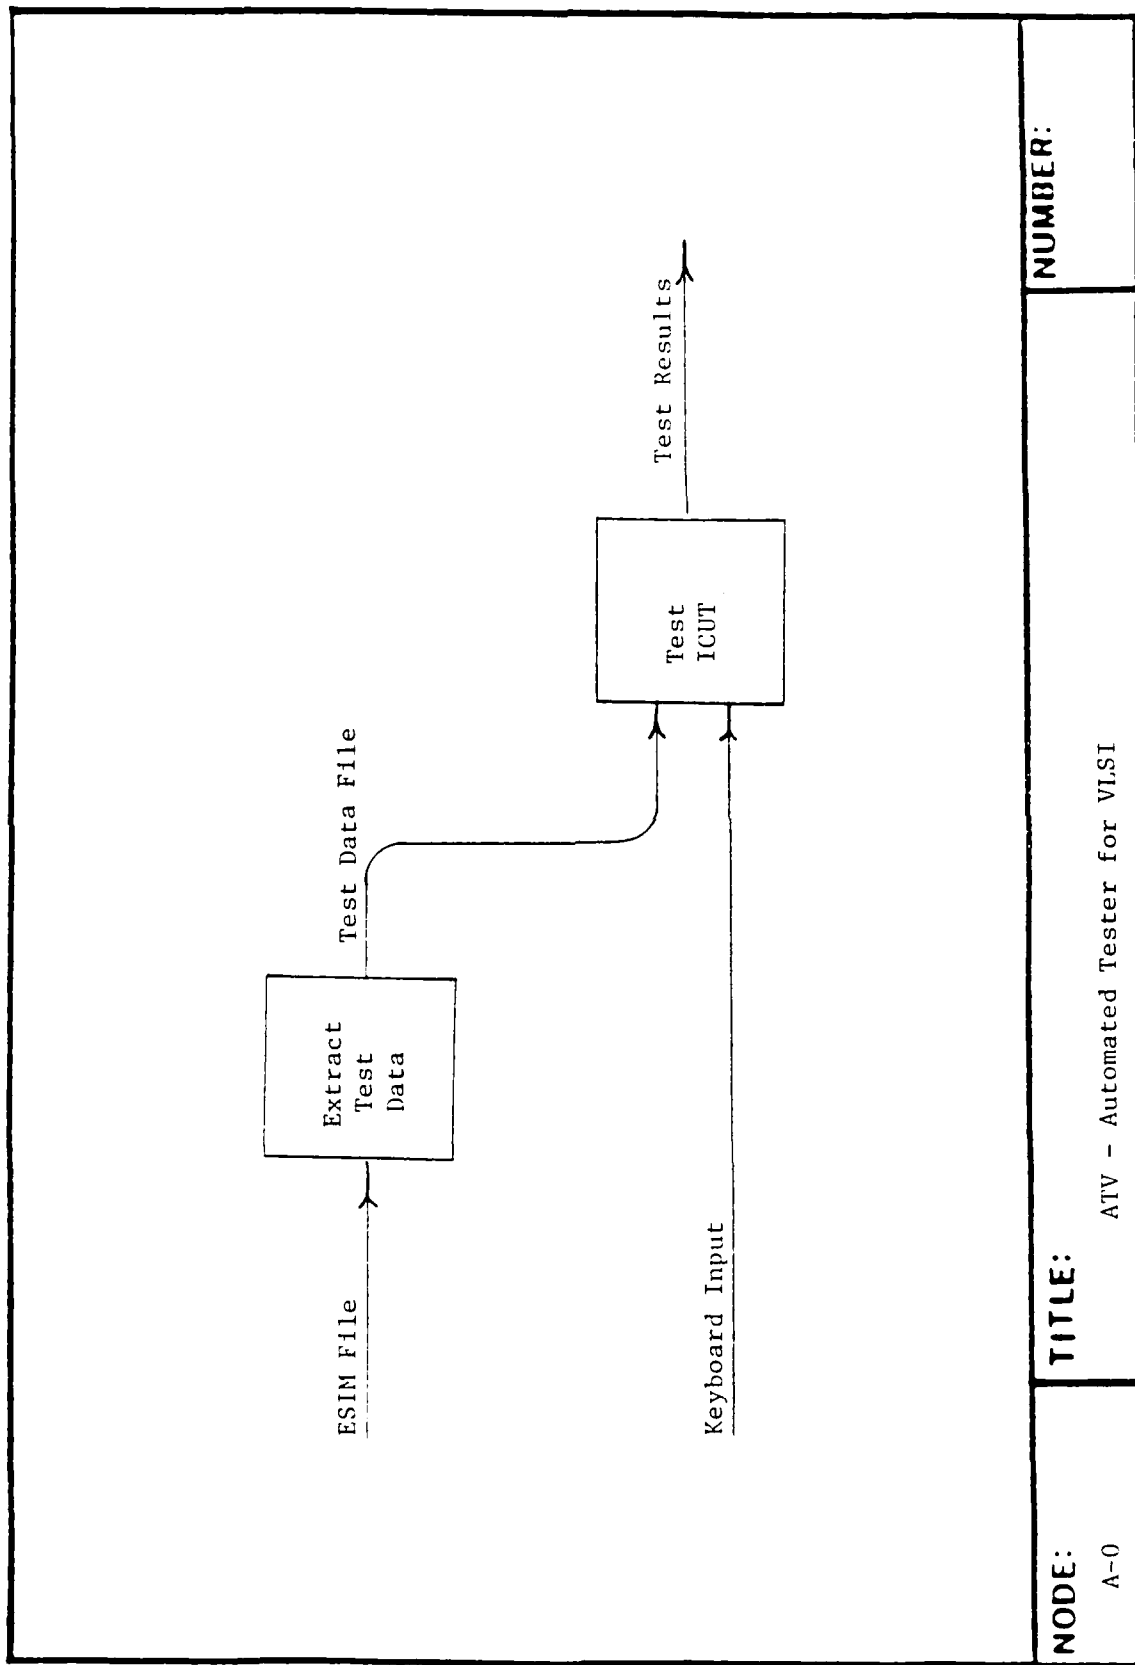 ESIM File
Extract
Test
Data
Test Data File
Keyboard Input
Test
ICUT
Test Results
NODE:
A-0
TITLE:
ATV - Automated Tester for VLSI
NUMBER: